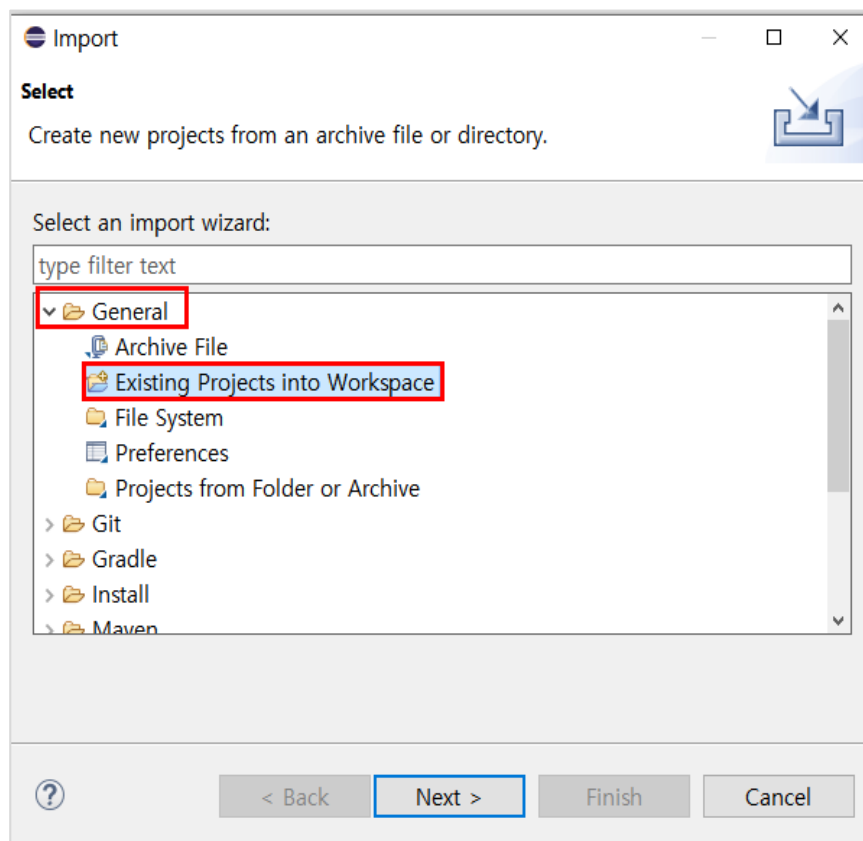 Import
Select
Create new projects from an archive file or directory.
Select an import wizard:
type filter text
General
Archive File
Existing Projects into Workspace
File System
Preferences
Projects from Folder or Archive
Git
Gradle
Install
Maven
< Back Next > Finish Cancel